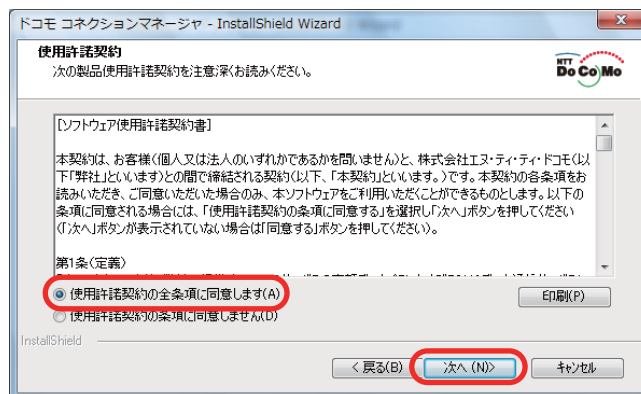 ドコモ コネクションマネージャ - InstallShield Wizard
使用許諾契約
次の製品使用許諾契約を注意深くお読みください。
NTT
DoCoMo
[ソフトウェア使用許諾契約書]
本契約は、お客様(個人又は法人のいずれかであるかを問いません)と、株式会社エヌ・ティ・ティ・ドコモ(以
下「弊社」といいます)との間で締結される契約(以下、「本契約」といいます。)です。本契約の各条項をお
読みいただき、ご同意いただいた場合のみ、本ソフトウェアをご利用いただくことができるものとします。以下の
条項に同意される場合には、「使用許諾契約の条項に同意する」を選択し「次へ」ボタンを押してください
(「次へ」ボタンが表示されていない場合は「同意する」ボタンを押してください)。
第1条(定義)
使用許諾契約の全条項に同意します(A)
印刷(P)
使用許諾契約の条項に同意しません(D)
InstallShield
< 戻る(B)
次へ (N)>
キャンセル